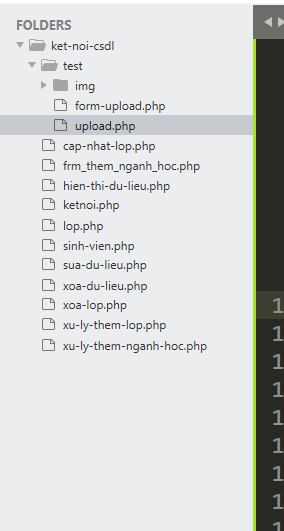 FOLDERS
ket-noi-csdl
test
img
form-upload.php
upload.php
cap-nhat-lop.php
frm_them_nganh_hoc.php
hien-thi-du-lieu.php
ketnoi.php
lop.php
sinh-vien.php
sua-du-lieu.php
xoa-du-lieu.php
xoa-lop.php
xu-ly-them-lop.php
xu-ly-them-nganh-hoc.php
1
1
1
1
1
1
1
1
1